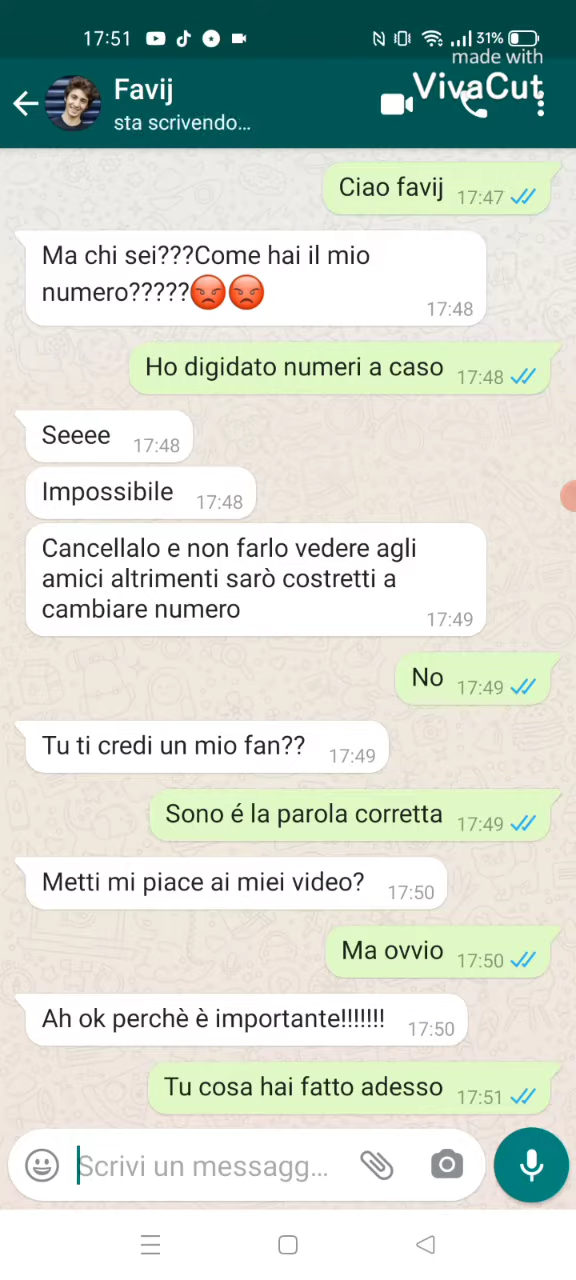 17:51
31%
made with
VivaCut
Favij
sta scrivendo...
Ciao favij 17:47
Ma chi sei???Come hai il mio
numero?????😡😡
17:48
Ho digidato numeri a caso 17:48
Seeee 17:48
Impossibile 17:48
Cancellalo e non farlo vedere agli
amici altrimenti sarò costretti a
cambiare numero 17:49
No 17:49
Tu ti credi un mio fan?? 17:49
Sono é la parola corretta 17:49
Metti mi piace ai miei video? 17:50
Ma ovvio 17:50
Ah ok perchè è importante!!!!!!! 17:50
Tu cosa hai fatto adesso 17:51
Scrivi un messagg...